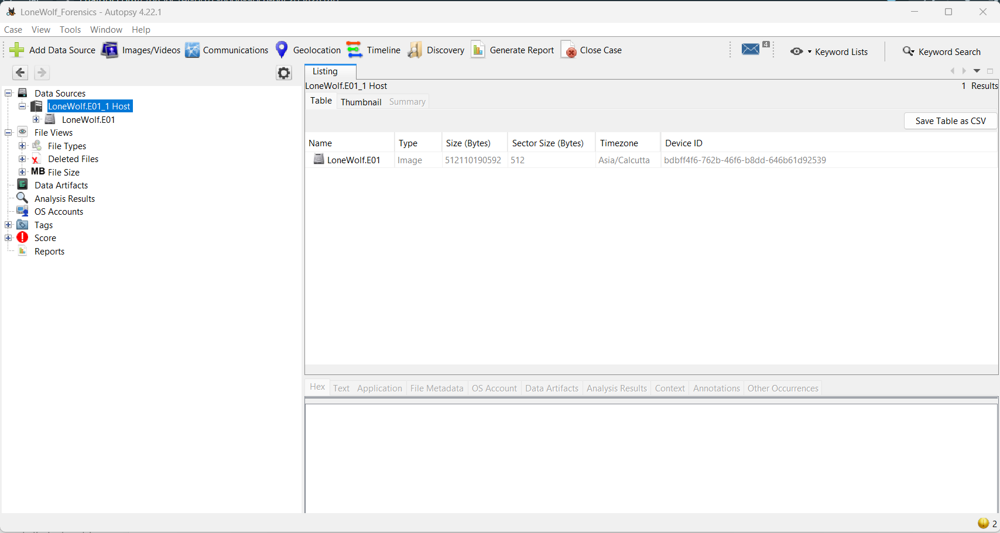 LoneWolf_Forensics - Autopsy 4.22.1
Case View Tools Window Help
Add Data Source Images/Videos Communications Geolocation Timeline Discovery Generate Report Close Case 4 Keyword Lists Keyword Search
Data Sources
LoneWolf.E01_1 Host
LoneWolf.E01
File Views
File Types
Deleted Files
MB File Size
Data Artifacts
Analysis Results
OS Accounts
Tags
Score
Reports
Listing
LoneWolf.E01_1 Host 1 Results
Table Thumbnail Summary
Save Table as CSV
Name Type Size (Bytes) Sector Size (Bytes) Timezone Device ID
LoneWolf.E01 Image 512110190592 512 Asia/Calcutta bdbff4f6-762b-46f6-b8dd-646b61d92539
Hex Text Application File Metadata OS Account Data Artifacts Analysis Results Context Annotations Other Occurrences
2